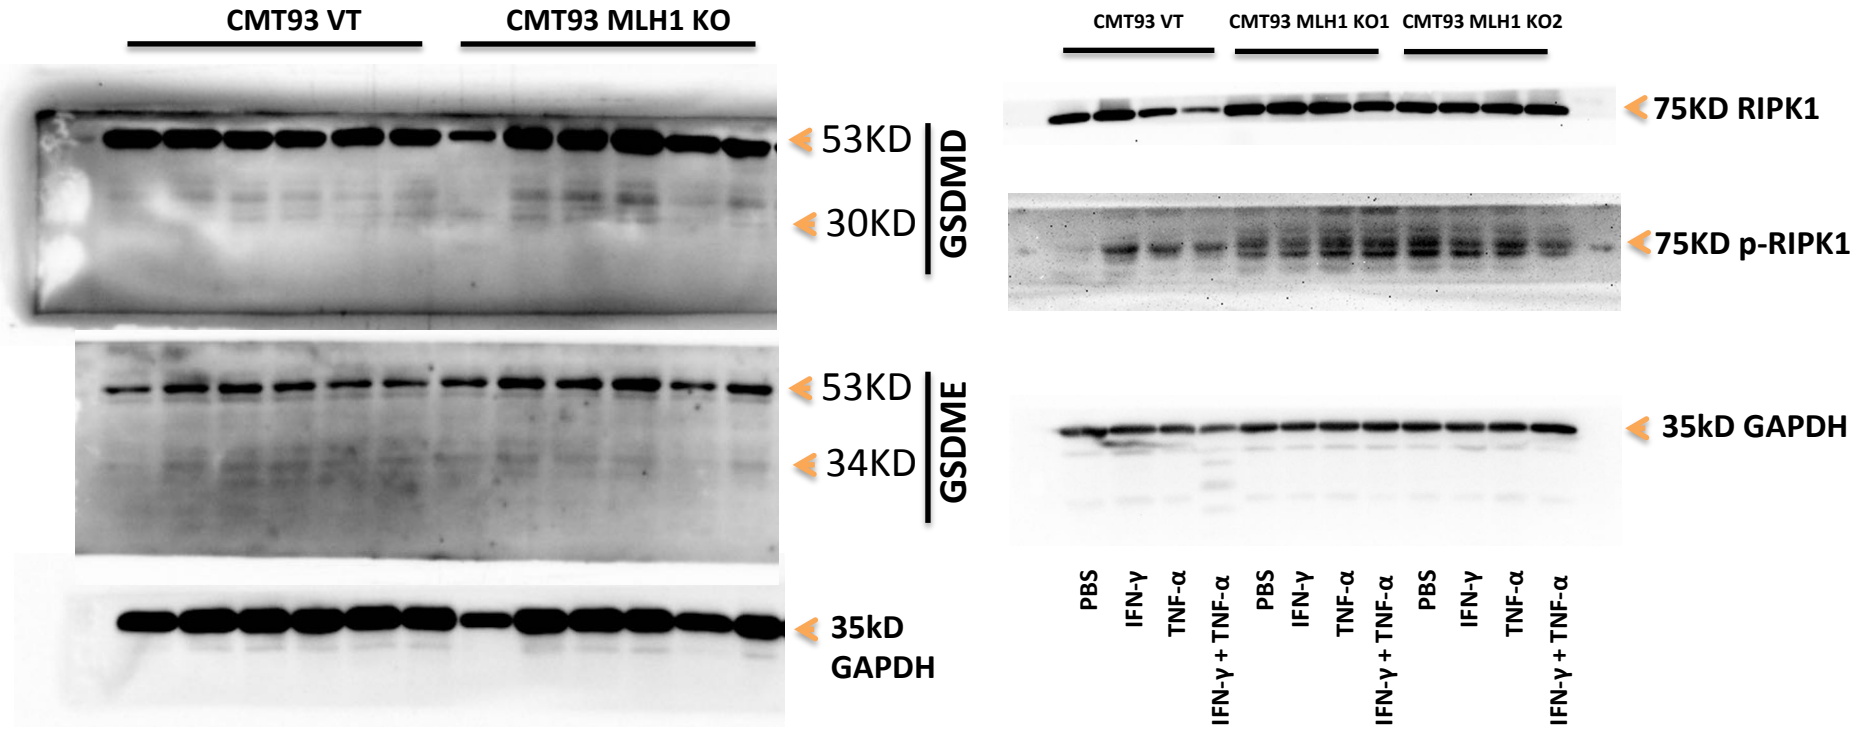 CMT93 VT
CMT93 MLH1 KO
53KD
30KD
GSDMD
53KD
34KD
GSDME
35kD
GAPDH
CMT93 VT
CMT93 MLH1 KO1
CMT93 MLH1 KO2
75KD RIPK1
75KD p-RIPK1
35kD GAPDH
PBS
IFN-γ
TNF-α
IFN-γ + TNF-α
PBS
IFN-γ
TNF-α
IFN-γ + TNF-α
PBS
IFN-γ
TNF-α
IFN-γ + TNF-α